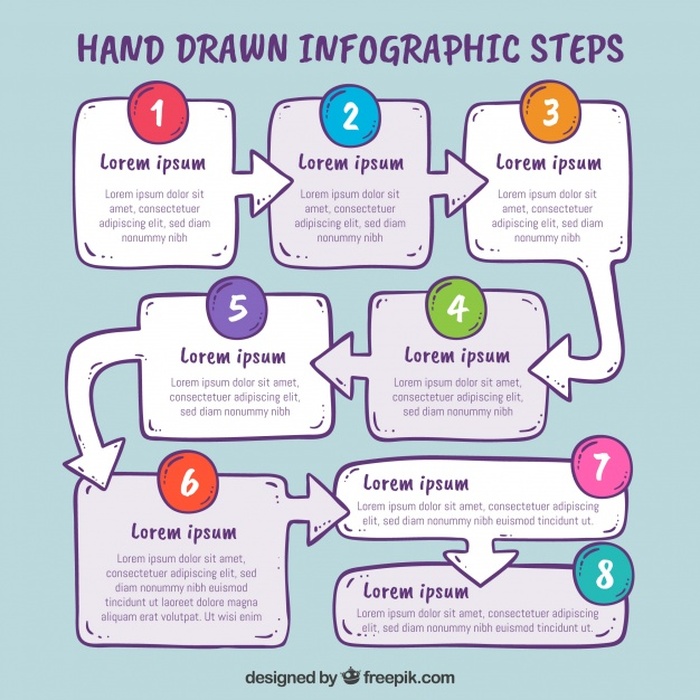 HAND DRAWN INFOGRAPHIC STEPS
1
Lorem ipsum
Lorem ipsum dolor sit
amet, consectetuer
adipiscing elit, sed diam
nonummy nibh
2
Lorem ipsum
Lorem ipsum dolor sit
amet, consectetuer
adipiscing elit, sed diam
nonummy nibh
3
Lorem ipsum
Lorem ipsum dolor sit
amet, consectetuer
adipiscing elit, sed diam
nonummy nibh
4
Lorem ipsum
Lorem ipsum dolor sit amet,
consectetuer adipiscing elit,
sed diam nonummy nibh
5
Lorem ipsum
Lorem ipsum dolor sit amet,
consectetuer adipiscing elit,
sed diam nonummy nibh
6
Lorem ipsum
Lorem ipsum dolor sit amet,
consectetuer adipiscing elit, sed
diam nonummy nibh euismod
tincidunt ut laoreet dolore magna
aliquam erat volutpat. Ut wisi enim
7
Lorem ipsum
Lorem ipsum dolor sit amet, consectetuer adipiscing
elit, sed diam nonummy nibh euismod tincidunt ut.
8
Lorem ipsum
Lorem ipsum dolor sit amet, consectetuer adipiscing
elit, sed diam nonummy nibh euismod tincidunt ut.
designed by freepik.com